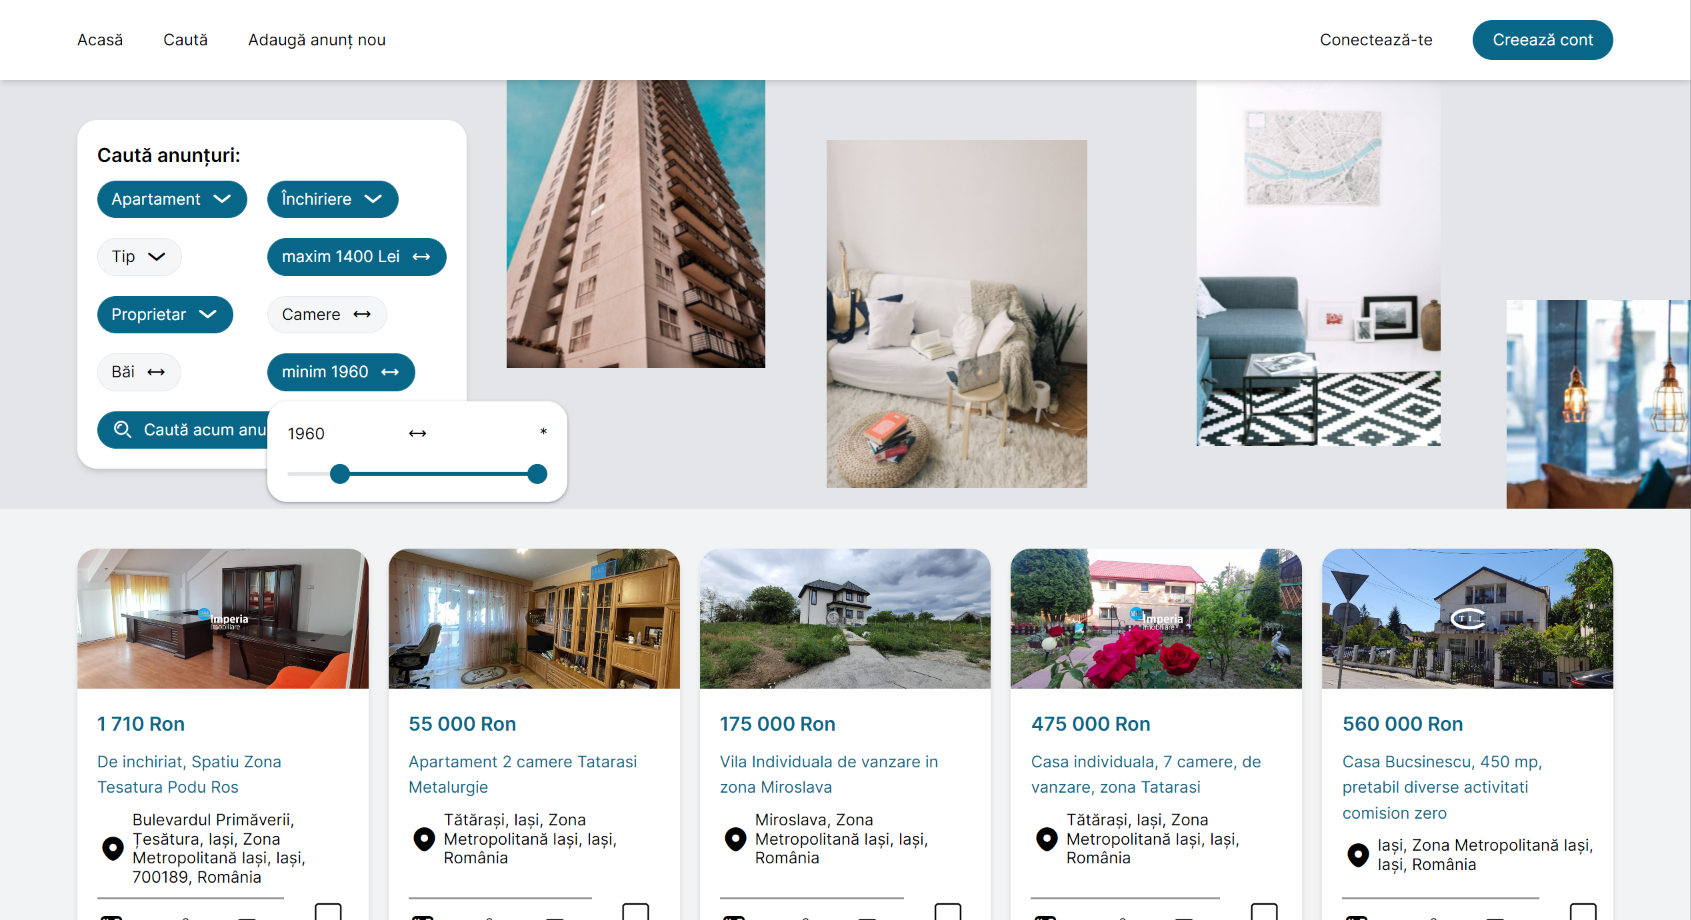 Acasă
Caută
Adaugă anunț nou
Conectează-te
Creează cont
Caută anunțuri:
Apartament
Închiriere
Tip
maxim 1400 Lei
Proprietar
Camere
Băi
minim 1960
Caută acum anu
1960
*
Imperia
Imobiliare
Imperia
Imobiliare
1 710 Ron
De inchiriat, Spatiu Zona
Tesatura Podu Ros
Bulevardul Primăverii,
Țesătura, Iași, Zona
Metropolitană Iași, Iași,
700189, România
55 000 Ron
Apartament 2 camere Tatarasi
Metalurgie
Tătărași, Iași, Zona
Metropolitană Iași, Iași,
România
175 000 Ron
Vila Individuala de vanzare in
zona Miroslava
Miroslava, Zona
Metropolitană Iași, Iași,
România
475 000 Ron
Casa individuala, 7 camere, de
vanzare, zona Tatarasi
Tătărași, Iași, Zona
Metropolitană Iași, Iași,
România
560 000 Ron
Casa Bucsinescu, 450 mp,
pretabil diverse activitati
comision zero
Iași, Zona Metropolitană Iași,
Iași, România